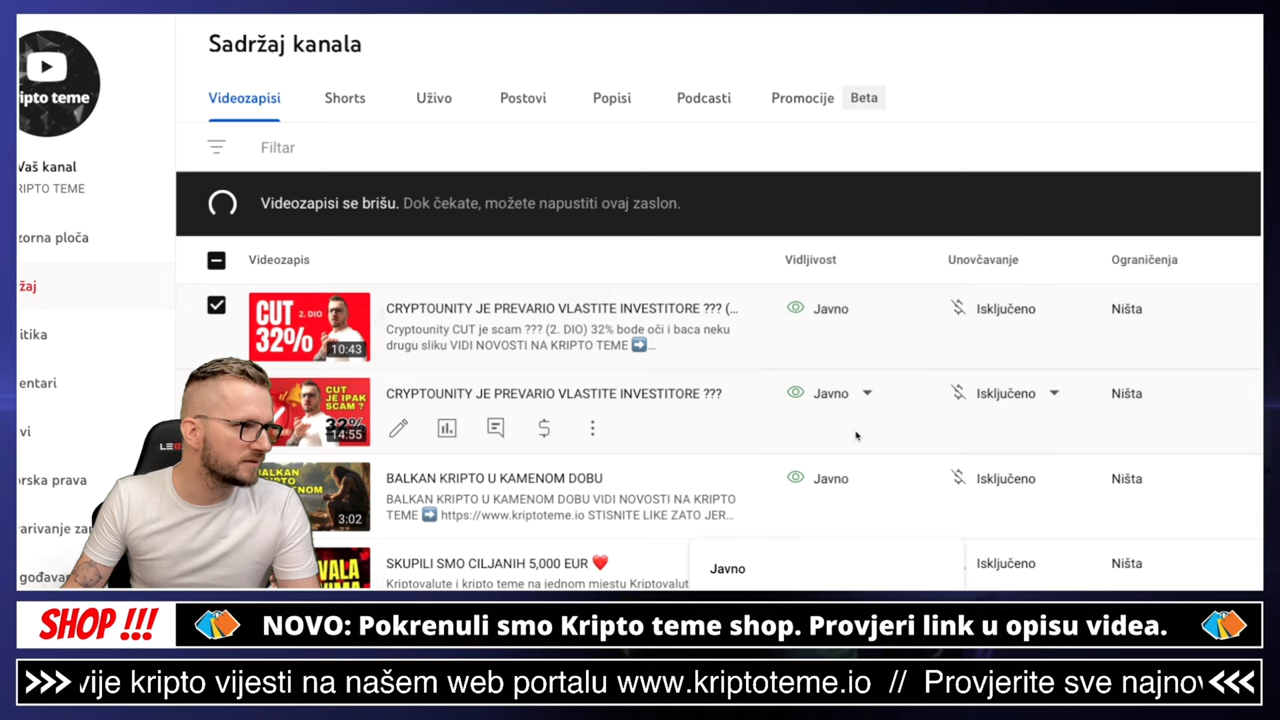 Sadržaj kanala
ipto teme
Videozapisi Shorts Uživo Postovi Popisi Podcasti Promocije Beta
Filtar
Vaš kanal
RIPTO TEME
Videozapisi se brišu. Dok čekate, možete napustiti ovaj zaslon.
zorna ploča
Videozapis Vidljivost Unovčavanje Ograničenja
žaj
CUT 2. DIO
32%
10:43
CRYPTOUNITY JE PREVARIO VLASTITE INVESTITORE ??? (…
Cryptounity CUT je scam ??? (2. DIO) 32% bode oči i baca neku
drugu sliku VIDI NOVOSTI NA KRIPTO TEME ➡️…
Javno Isključeno Ništa
itika
entari
CUT
JE IPAK
SCAM ?
32%
14:55
CRYPTOUNITY JE PREVARIO VLASTITE INVESTITORE ???
Javno Isključeno Ništa
vi
LEG
orska prava
BALKAN
3:02
BALKAN KRIPTO U KAMENOM DOBU
BALKAN KRIPTO U KAMENOM DOBU VIDI NOVOSTI NA KRIPTO
TEME ➡️ https://www.kriptoteme.io STISNITE LIKE ZATO JER…
Javno Isključeno Ništa
varivanje zar
gođavar
SKUPILI SMO CILJANIH 5,000 EUR ❤️
Kriptovalute i kripto teme na jednom mjestu Kriptovalut
Javno
Isključeno Ništa
SHOP !!! NOVO: Pokrenuli smo Kripto teme shop. Provjeri link u opisu videa.
>>> vije kripto vijesti na našem web portalu www.kriptoteme.io // Provjerite sve najnov <<<